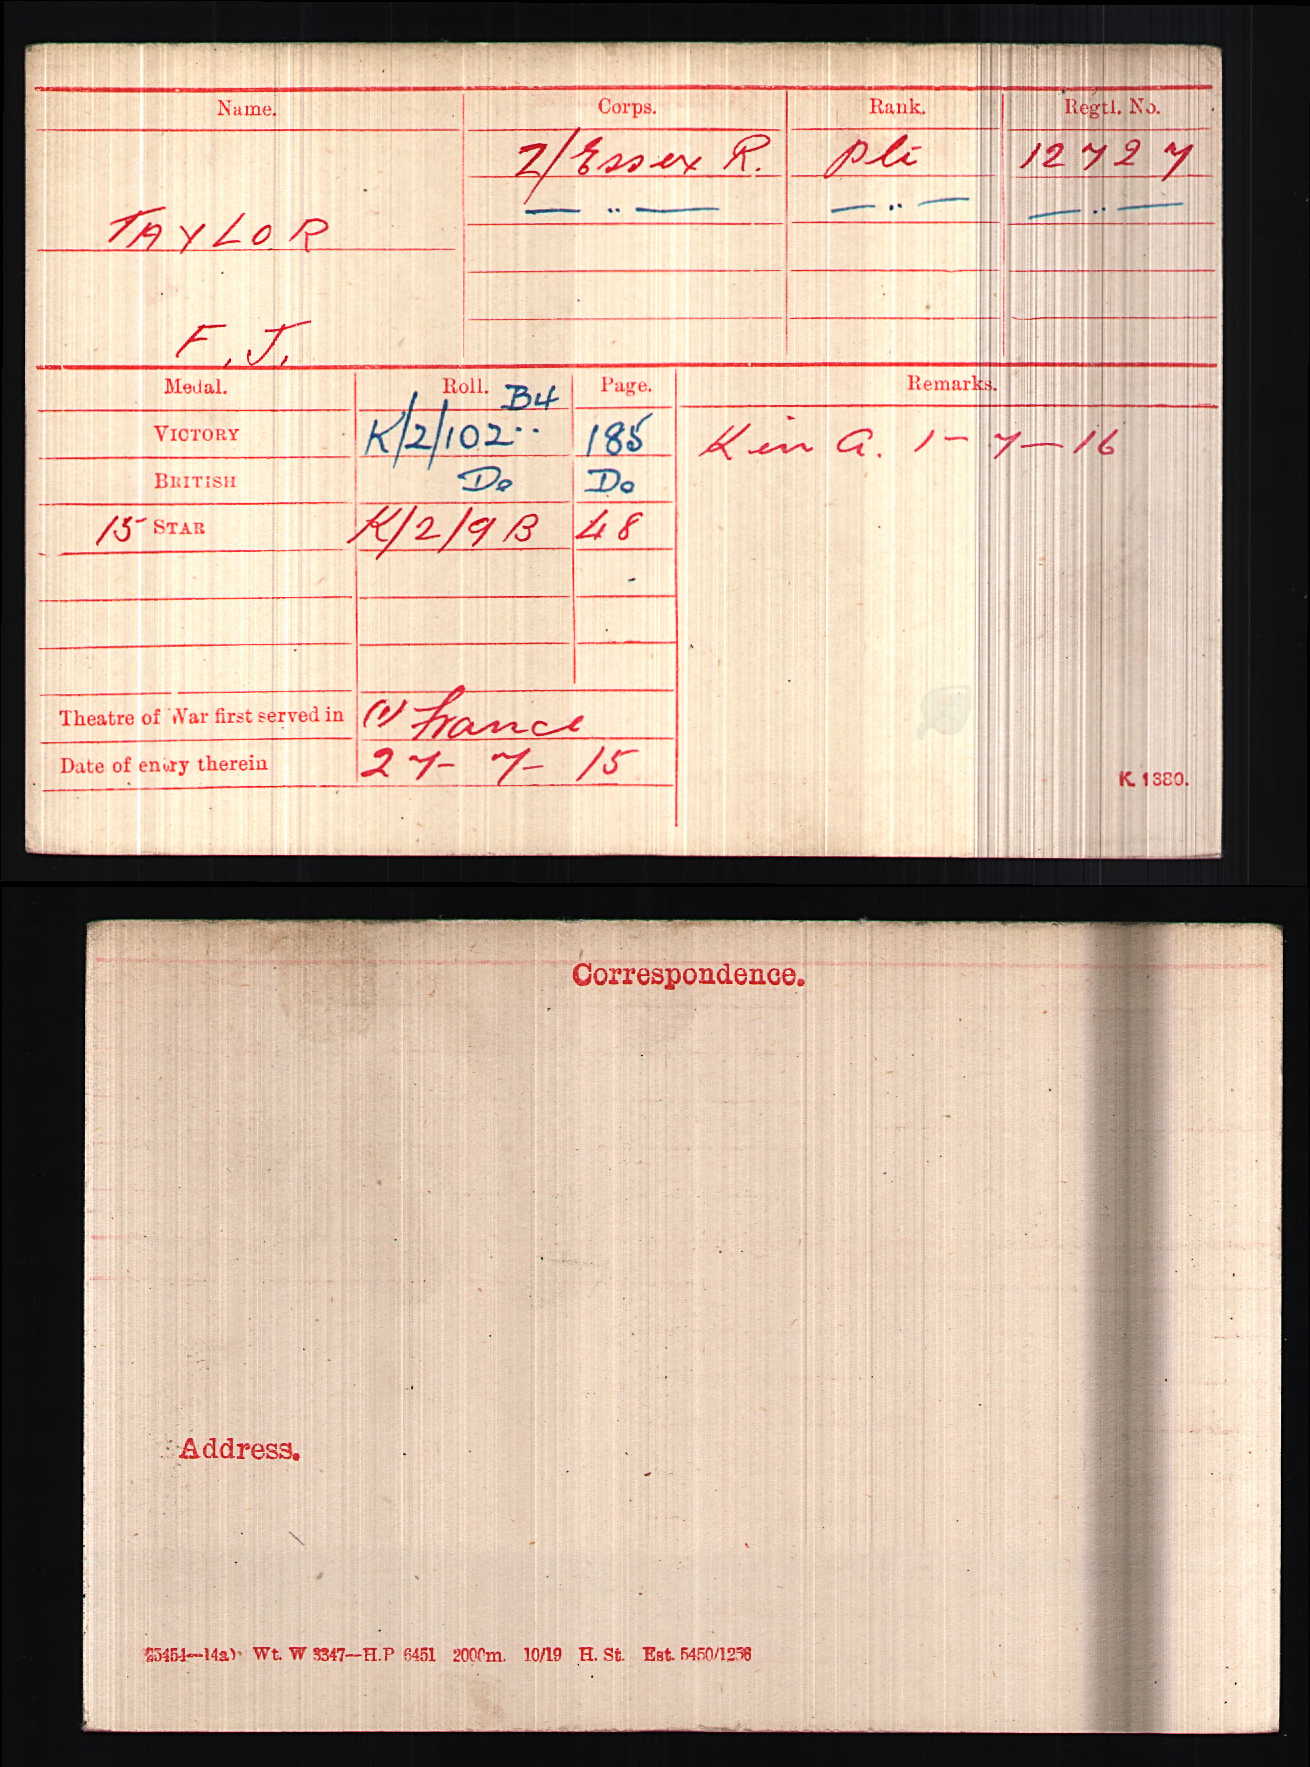 Name. Corps. Rank. Regtl. No.
2/Essex R. Pte 12727
— „ — — „ — — „ —
TAYLOR
F. J.
Medal. Roll. Page. Remarks.
B4
VICTORY K/2/102 185 K in A. 1-7-16
BRITISH Do Do
15 STAR K/2/9B 48
Theatre of War first served in (1) France
Date of entry therein 27-7-15
K. 1380.
Correspondence.
Address.
Wt. W 3347—H.P 6451 2000m. 10/19 H. St. Est. 5450/1256